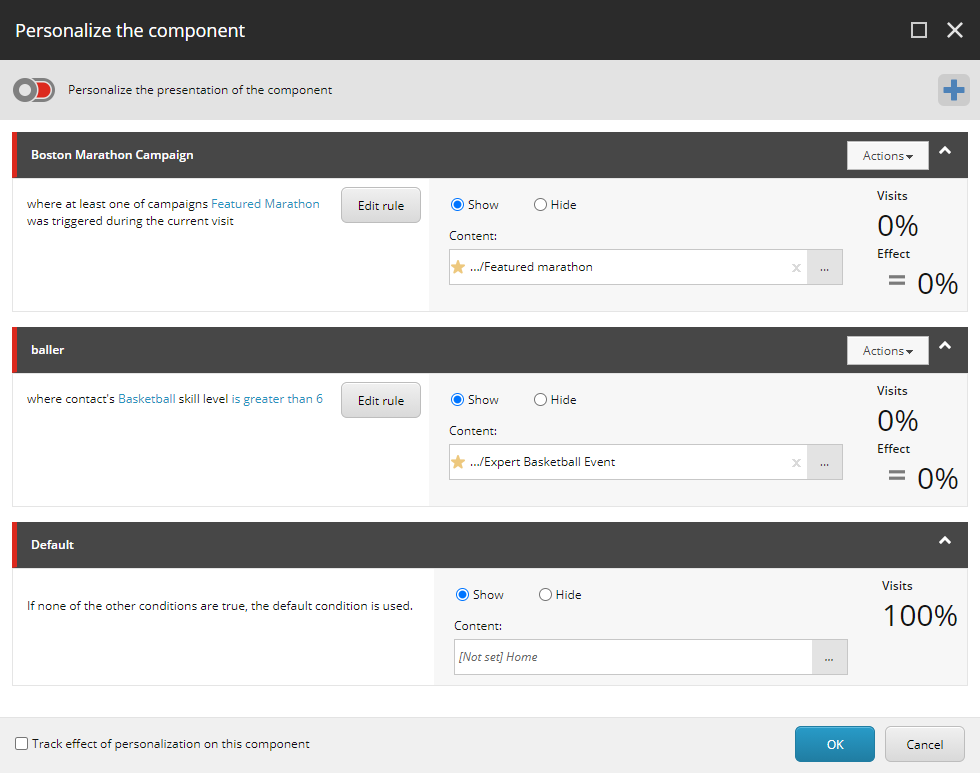 Personalize the component
Personalize the presentation of the component
Boston Marathon Campaign
Actions
where at least one of campaigns Featured Marathon
was triggered during the current visit
Edit rule
Show
Hide
Content:
.../Featured marathon
x
...
Visits
0%
Effect
= 0%
baller
Actions
where contact's Basketball skill level is greater than 6
Edit rule
Show
Hide
Content:
.../Expert Basketball Event
x
...
Visits
0%
Effect
= 0%
Default
If none of the other conditions are true, the default condition is used.
Show
Hide
Content:
[Not set] Home
...
Visits
100%
Track effect of personalization on this component
OK
Cancel